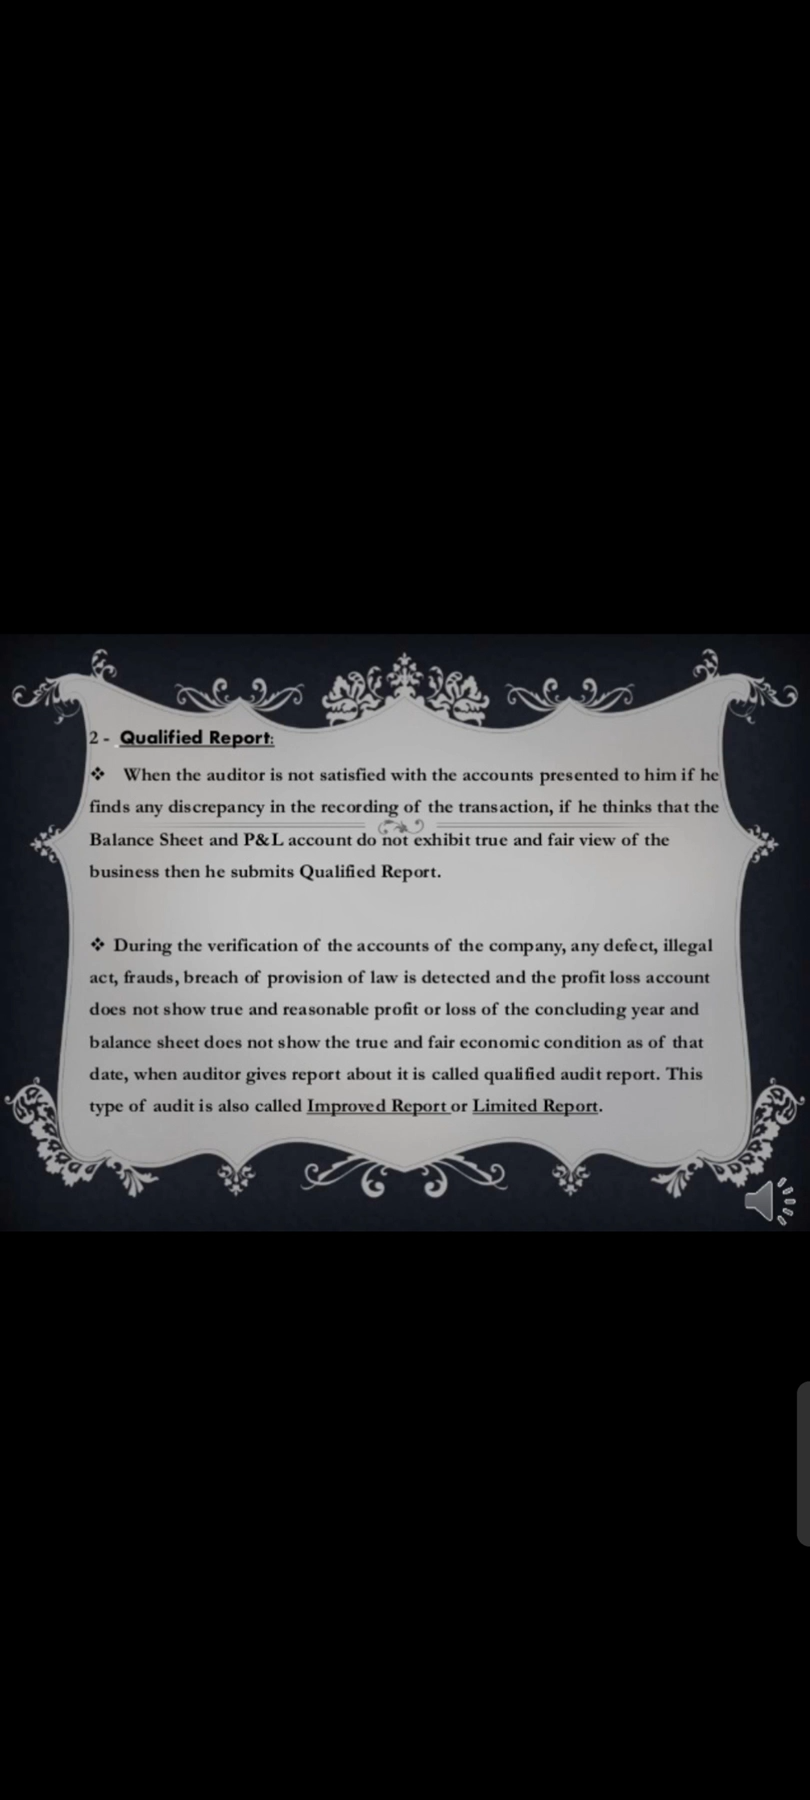 2 - Qualified Report:
❖ When the auditor is not satisfied with the accounts presented to him if he
finds any discrepancy in the recording of the transaction, if he thinks that the
Balance Sheet and P&L account do not exhibit true and fair view of the
business then he submits Qualified Report.
❖ During the verification of the accounts of the company, any defect, illegal
act, frauds, breach of provision of law is detected and the profit loss account
does not show true and reasonable profit or loss of the concluding year and
balance sheet does not show the true and fair economic condition as of that
date, when auditor gives report about it is called qualified audit report. This
type of audit is also called Improved Report or Limited Report.